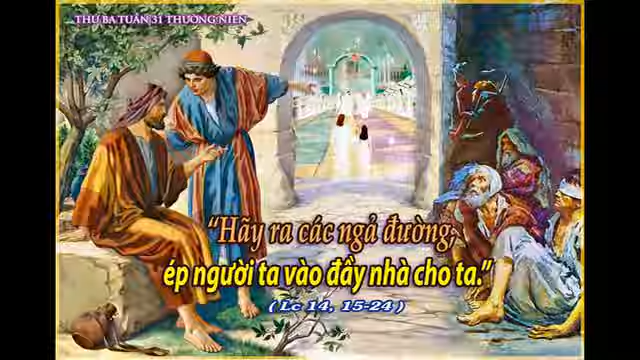 THỨ BA TUẦN 31 THƯỜNG NIÊN
“Hãy ra các ngả đường,
ép người ta vào đầy nhà cho ta.”
( Lc 14, 15-24 )